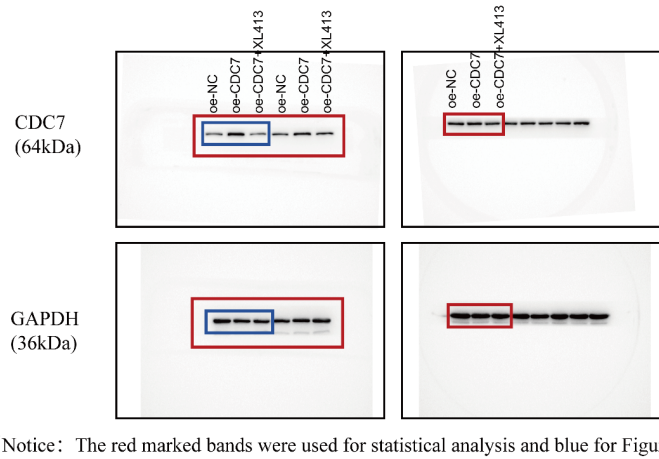 oe-NC oe-CDC7 oe-CDC7+XL413 oe-NC oe-CDC7 oe-CDC7+XL413
oe-NC oe-CDC7 oe-CDC7+XL413
CDC7
(64kDa)
GAPDH
(36kDa)
Notice： The red marked bands were used for statistical analysis and blue for Figu